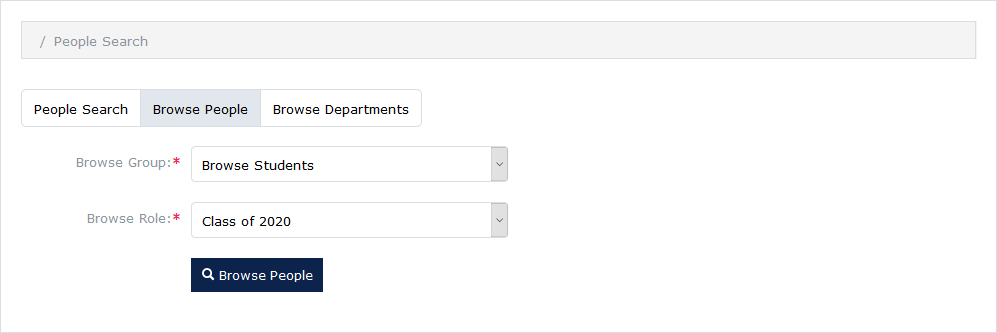 / People Search
People Search Browse People Browse Departments
Browse Group:* Browse Students
Browse Role:* Class of 2020
Browse People